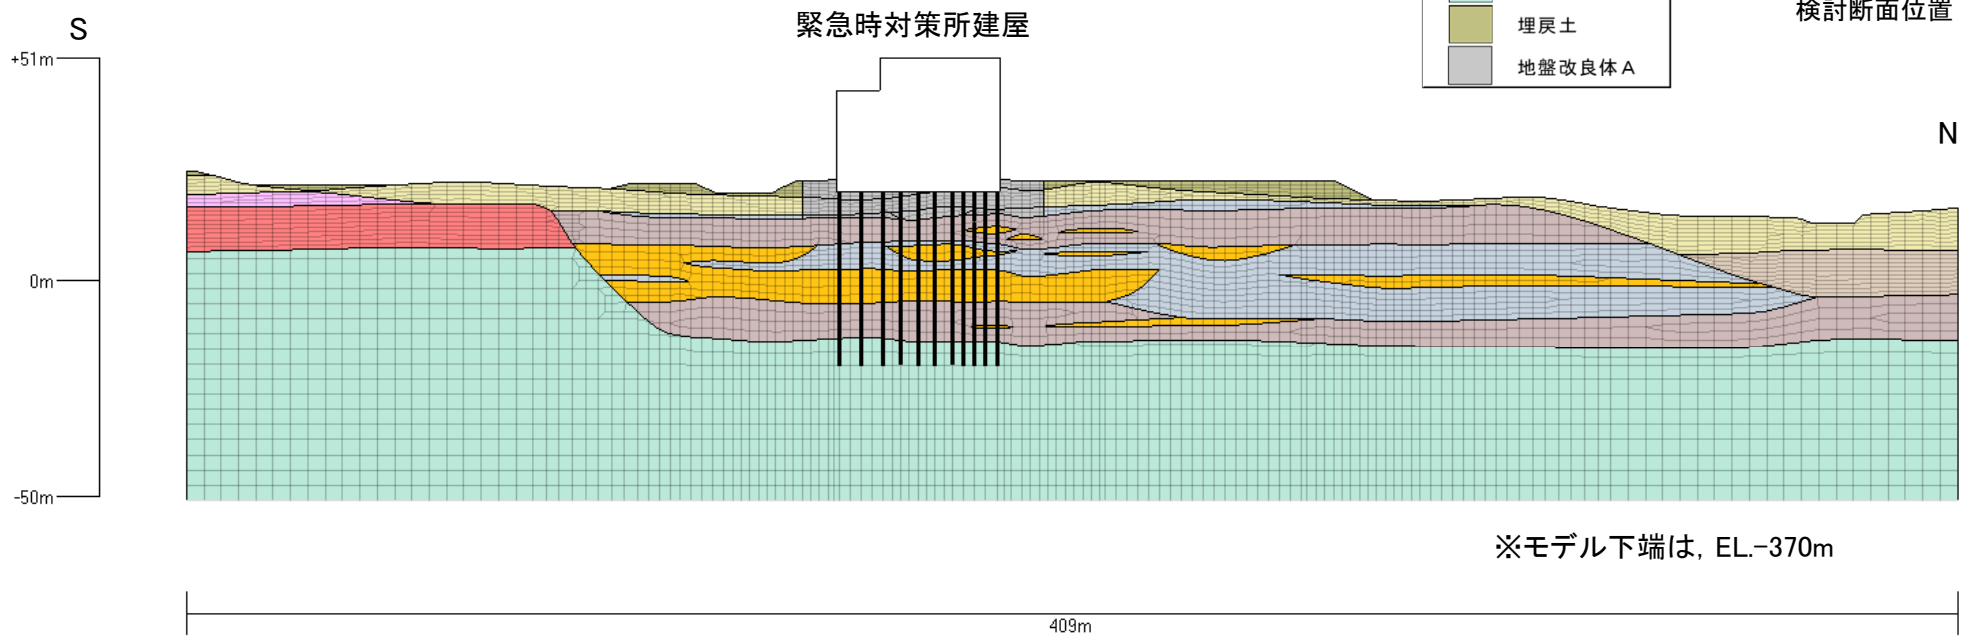 緊急時対策所建屋
検討断面位置
S
埋戻土
+51m
地盤改良体A
N
0m
-50m
※モデル下端は, EL.-370m
409m